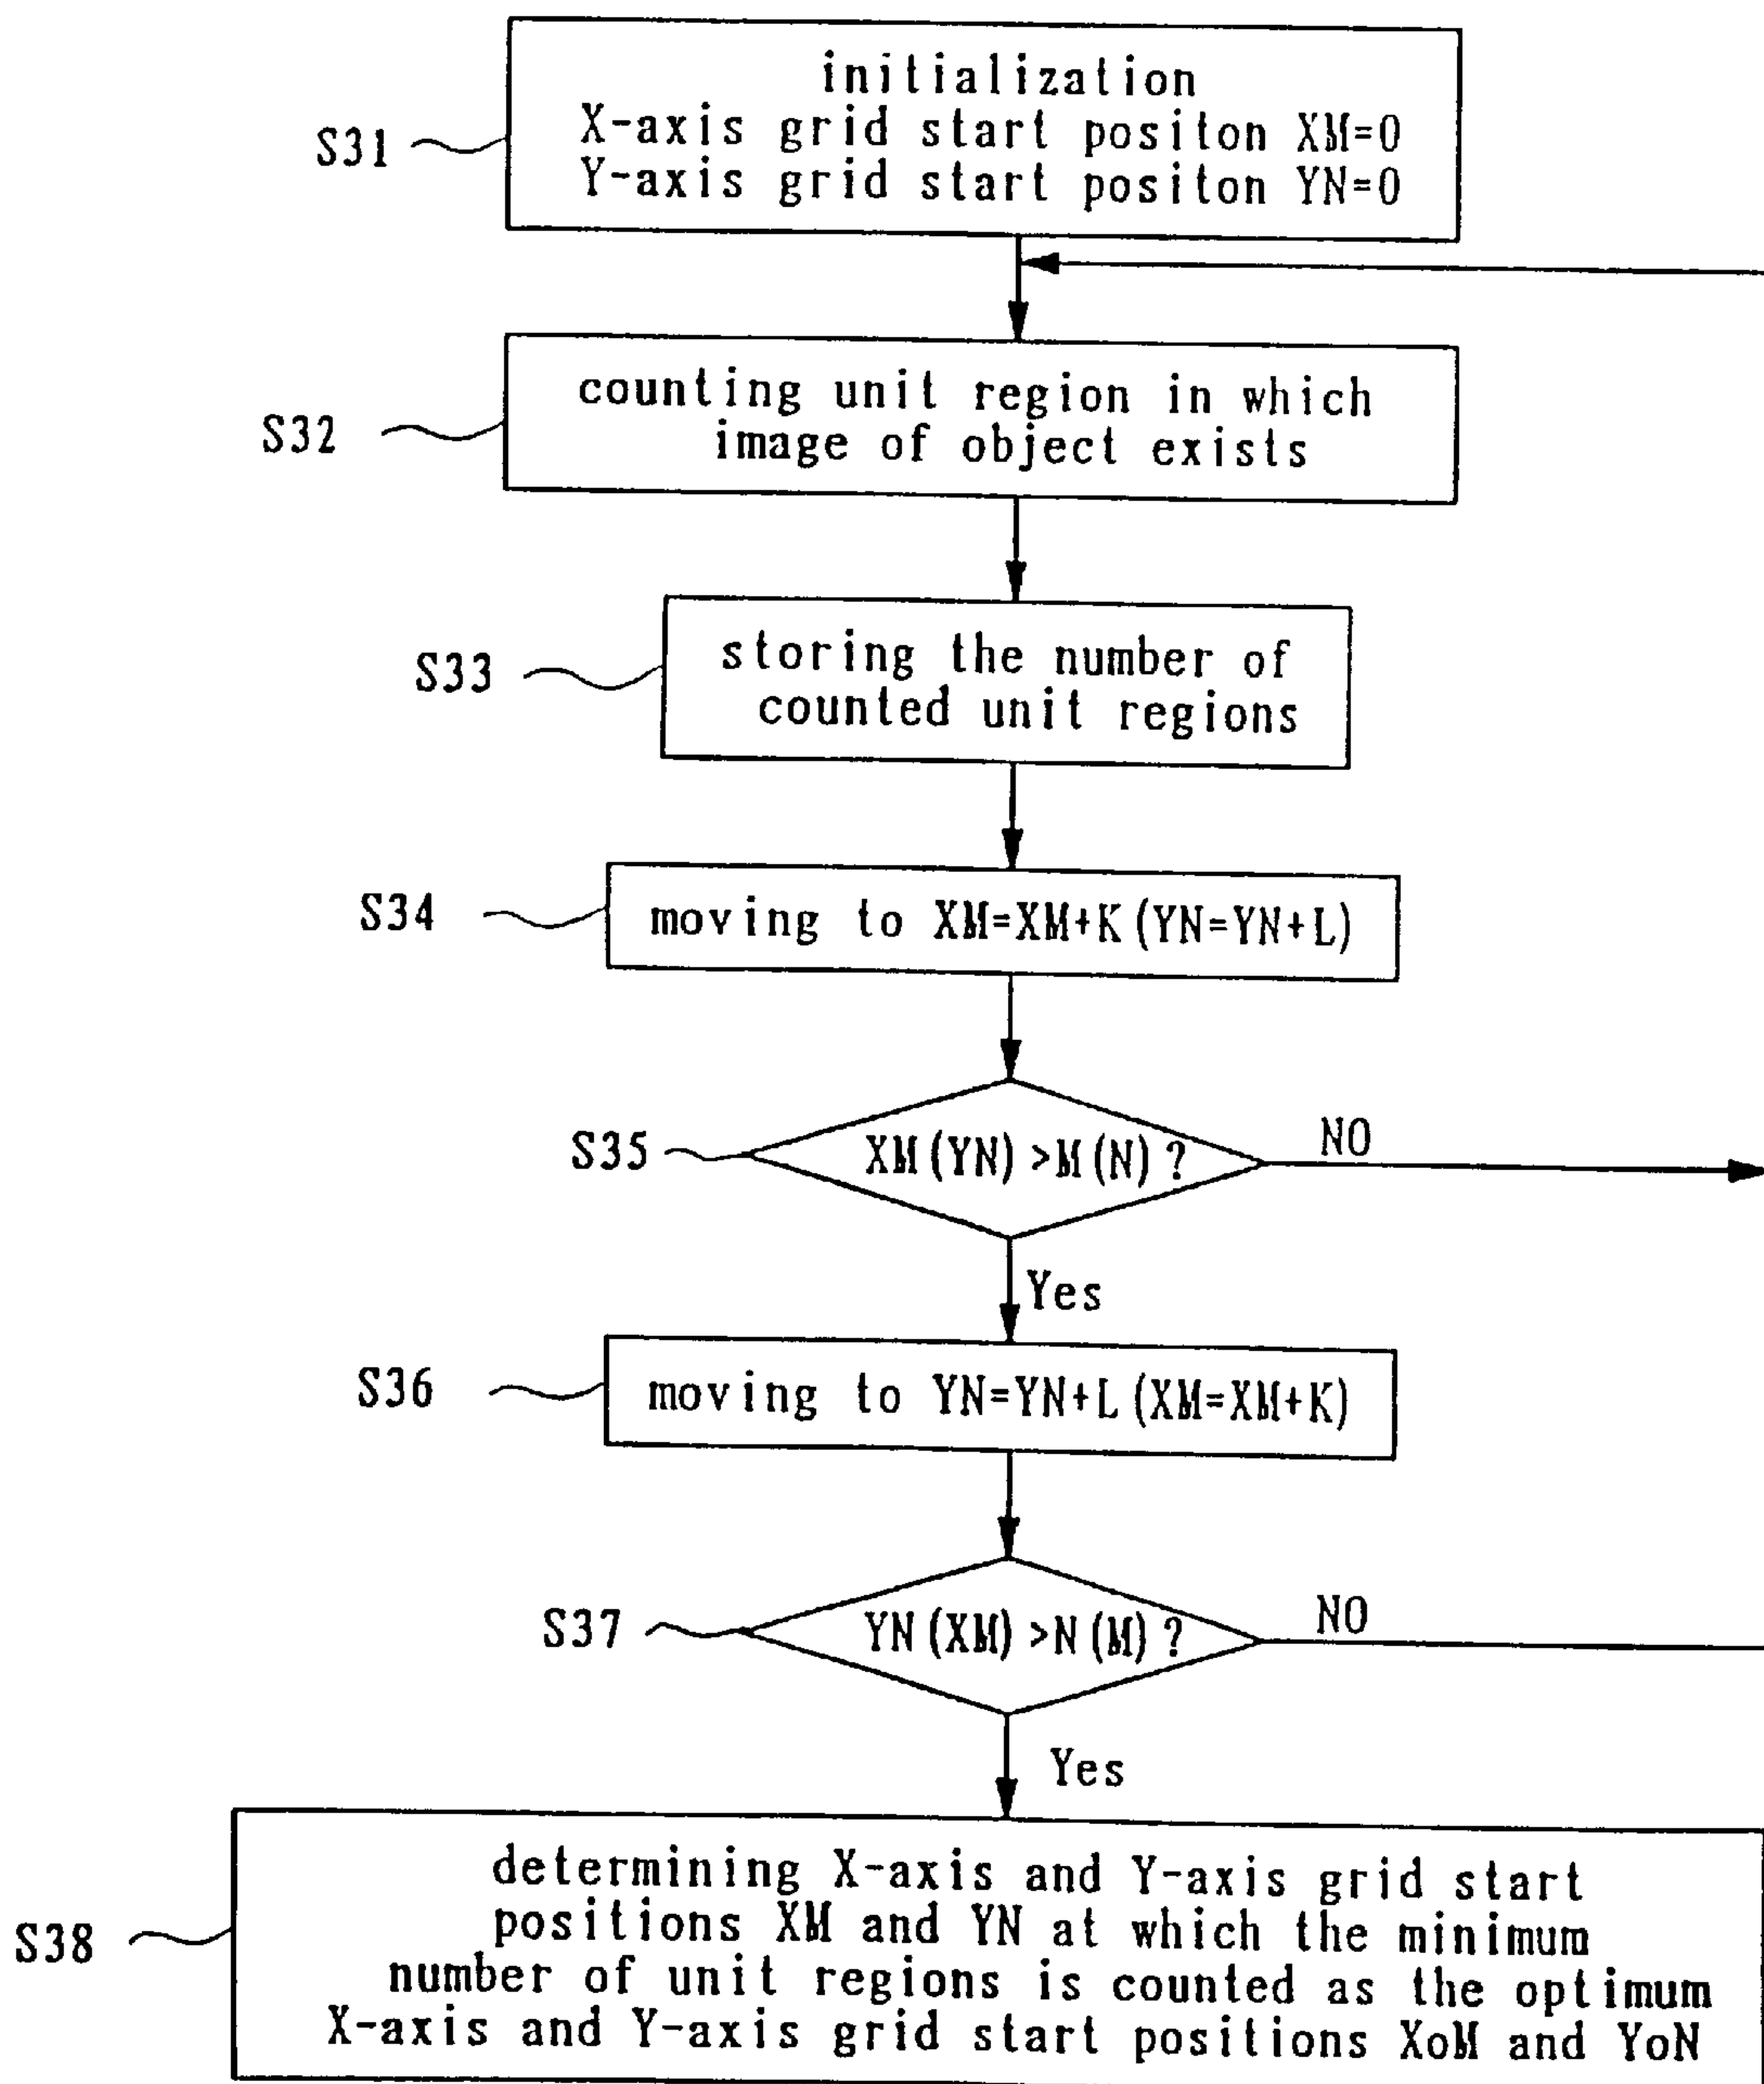 initialization
X-axis grid start positon XM=0
Y-axis grid start positon YN=0
S31
counting unit region in which
image of object exists
S32
storing the number of
counted unit regions
S33
S34
moving to XM=XM+K(YN=YN+L)
S35
XM(YN)>M(N)?
NO
Yes
S36
moving to YN=YN+L(XM=XM+K)
S37
YN(XM)>N(M)?
NO
Yes
S38
determining X-axis and Y-axis grid start
positions XM and YN at which the minimum
number of unit regions is counted as the optimum
X-axis and Y-axis grid start positions XoM and YoN